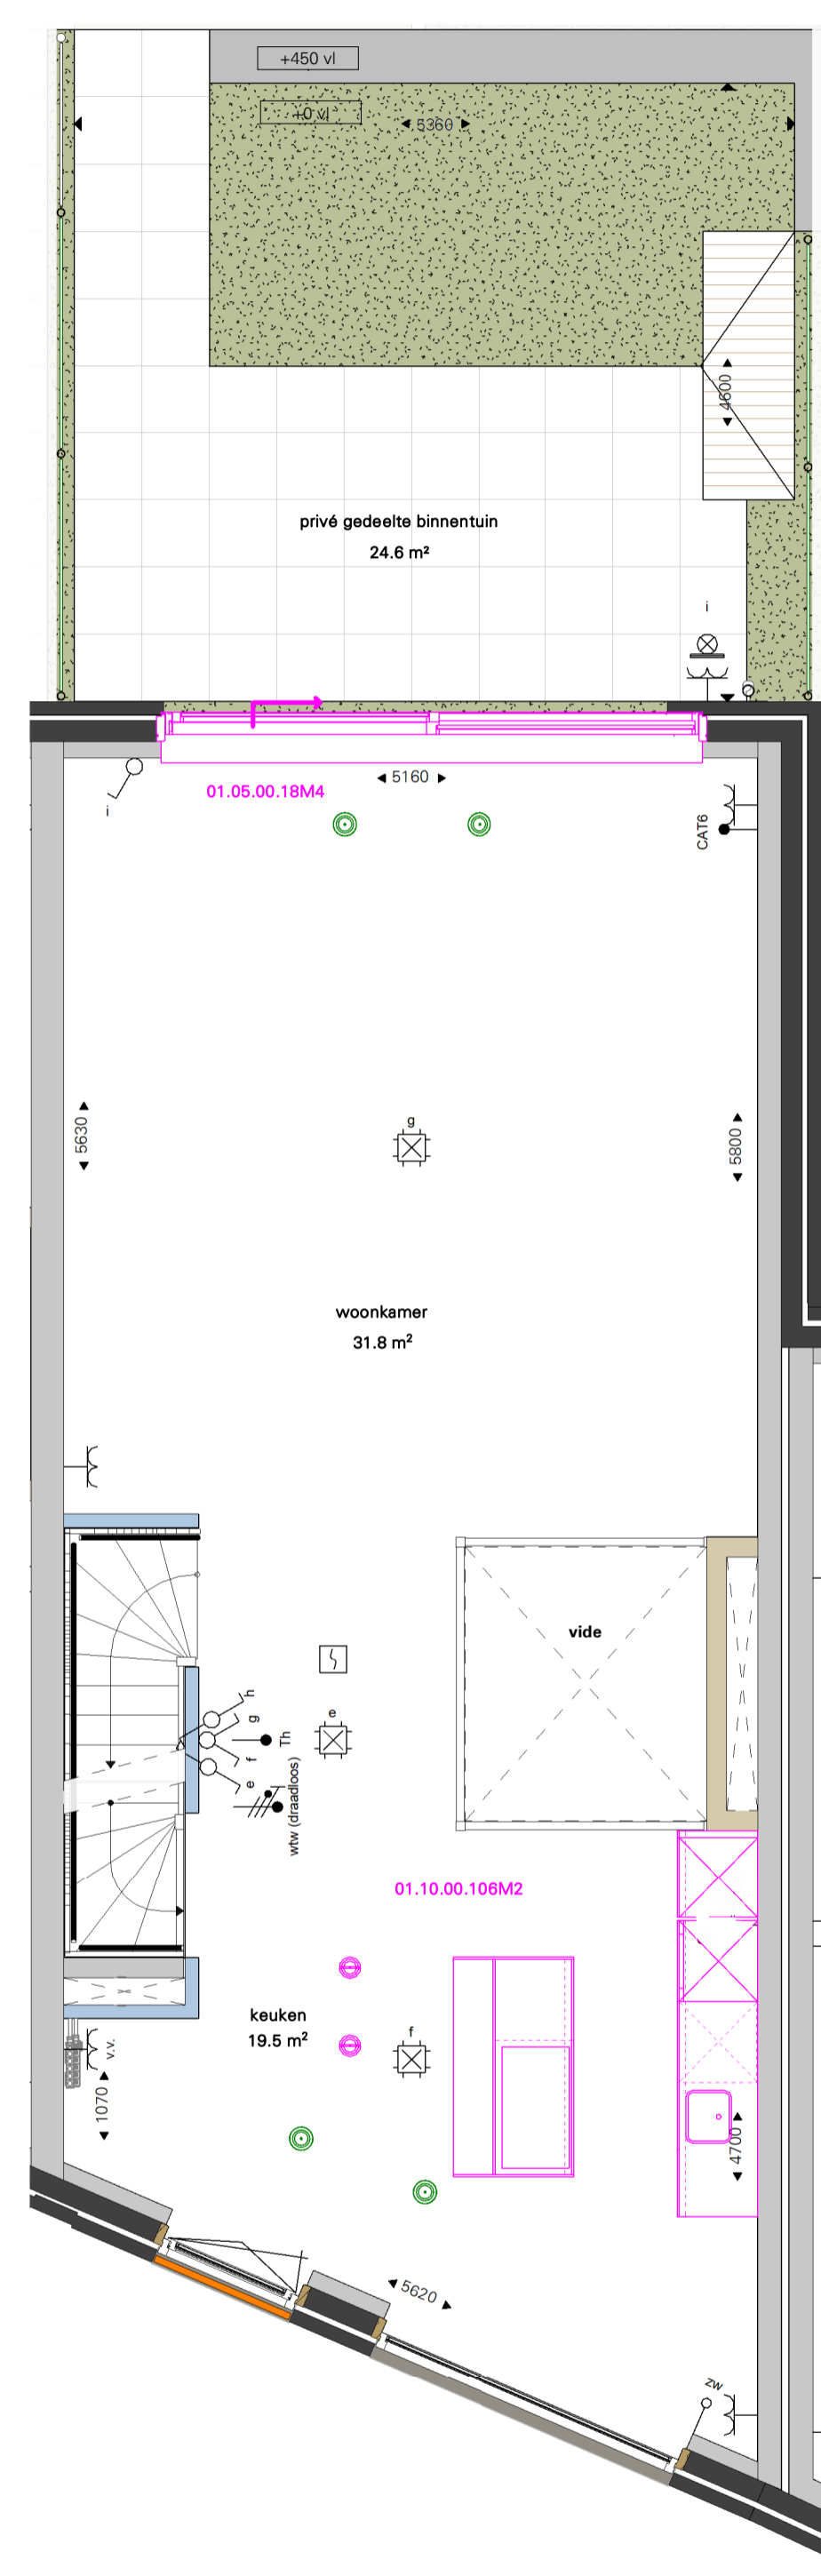 +450 vl
+0 vl
5360
4600
privé gedeelte binnentuin
24.6 m²
i
5160
01.05.00.18M4
i
CAT6
g
5630
5800
woonkamer
31.8 m²
vide
h
g
f
e
Th
e
wtw (draadloos)
01.10.00.106M2
keuken
19.5 m²
f
v.v.
1070
4700
5620
zw